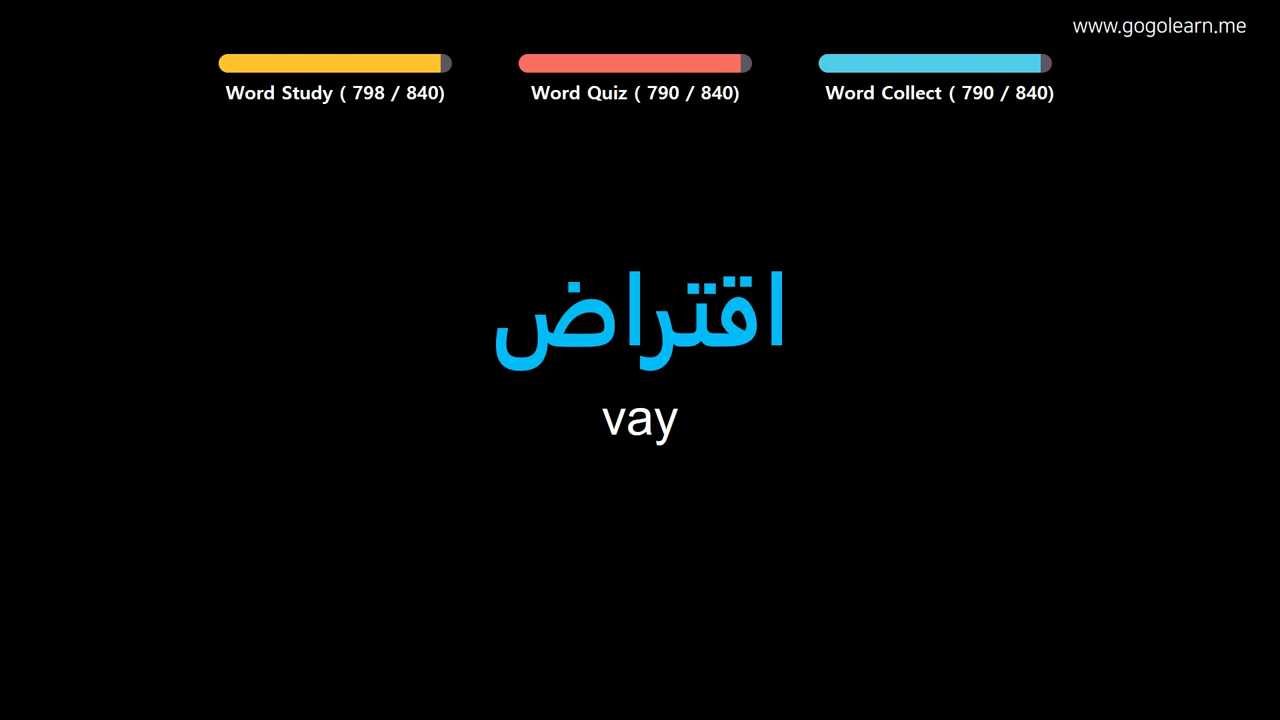 www.gogolearn.me
Word Study ( 798 / 840)
Word Quiz ( 790 / 840)
Word Collect ( 790 / 840)
اقتراض
vay